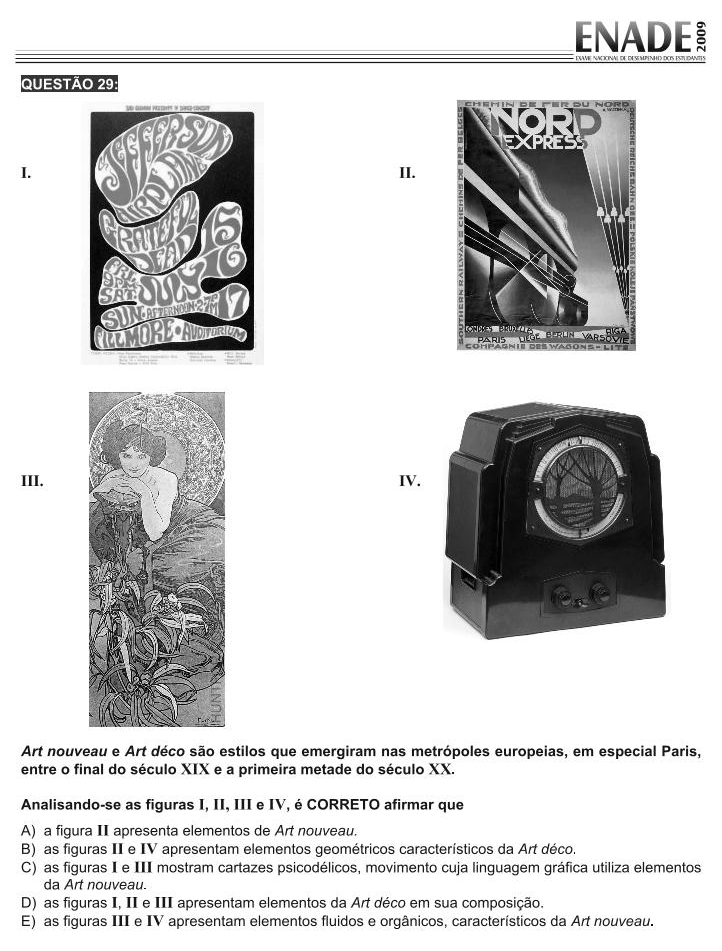 ENADE 2009
EXAME NACIONAL DE DESEMPENHO DOS ESTUDANTES
QUESTÃO 29:
I.
JEFFERSON
AIRPLANE
GRATEFUL
DEAD
FRI.
SAT
JULY
15
16
17
SUN•AFTERNOON•2-7PM
FILLMORE•AUDITORIUM
II.
CHEMIN DE FER DU NORD
NORD
EXPRESS
LONDRES BRUXELLES
PARIS LIÈGE BERLIN VARSOVIE RIGA
COMPAGNIE DES WAGONS-LITS
III.
IV.
Art nouveau e Art déco são estilos que emergiram nas metrópoles europeias, em especial Paris,
entre o final do século XIX e a primeira metade do século XX.
Analisando-se as figuras I, II, III e IV, é CORRETO afirmar que
A) a figura II apresenta elementos de Art nouveau.
B) as figuras II e IV apresentam elementos geométricos característicos da Art déco.
C) as figuras I e III mostram cartazes psicodélicos, movimento cuja linguagem gráfica utiliza elementos
da Art nouveau.
D) as figuras I, II e III apresentam elementos da Art déco em sua composição.
E) as figuras III e IV apresentam elementos fluidos e orgânicos, característicos da Art nouveau.